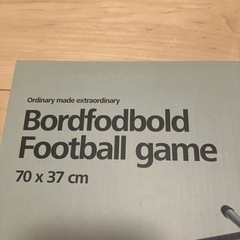 Ordinary made extraordinary
Bordfodbold
Football game
70 x 37 cm